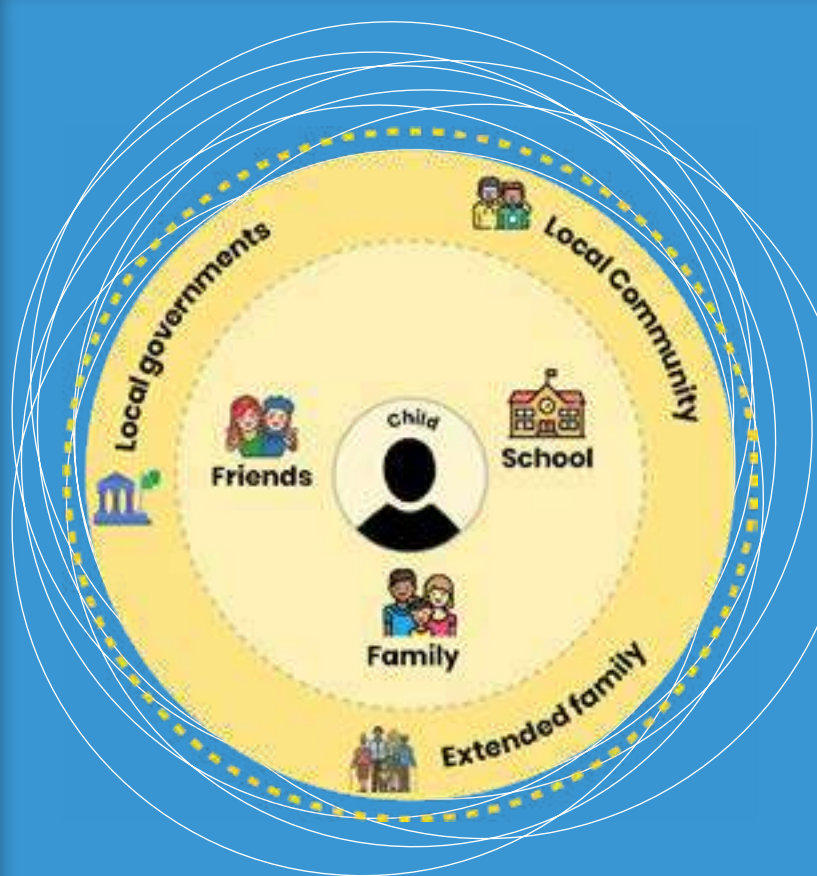 Local governments
Local Community
Child
Friends
School
Family
Extended family